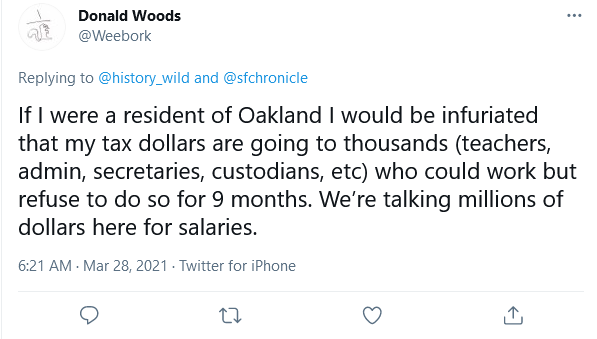 Donald Woods
@Weebork
Replying to @history_wild and @sfchronicle
If I were a resident of Oakland I would be infuriated
that my tax dollars are going to thousands (teachers,
admin, secretaries, custodians, etc) who could work but
refuse to do so for 9 months. We’re talking millions of
dollars here for salaries.
6:21 AM · Mar 28, 2021 · Twitter for iPhone